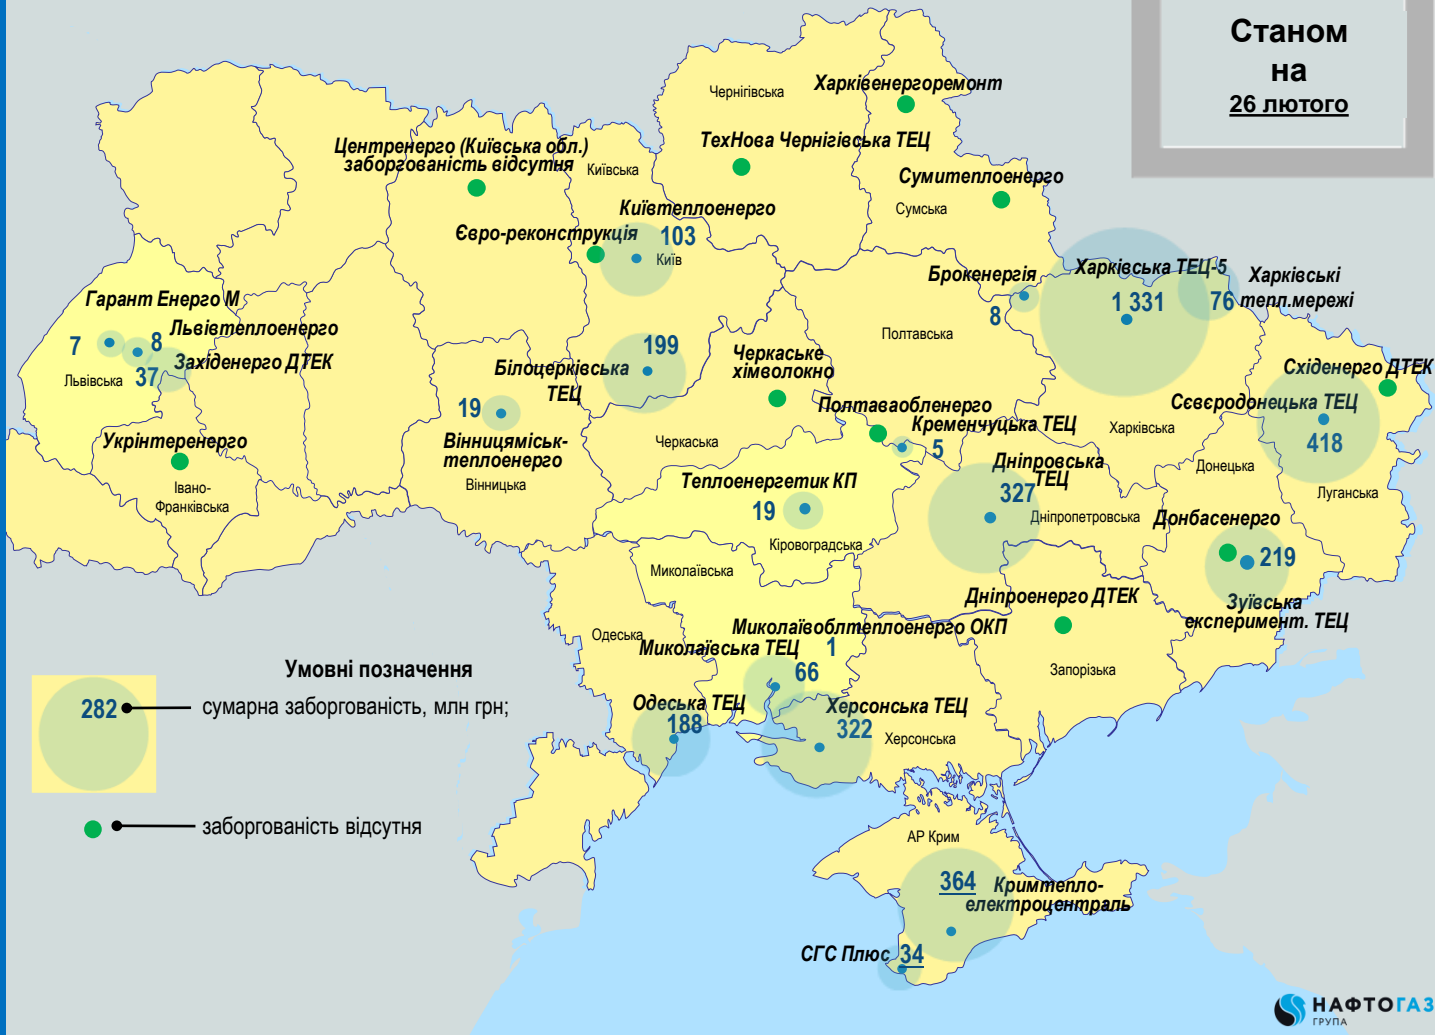 Станом
на
26 лютого
Чернігівська
Харківенергоремонт
ТехНова Чернігівська ТЕЦ
Центренерго (Київська обл.)
заборгованість відсутня
Київська
Сумитеплоенерго
Сумська
Київтеплоенерго
Євро-реконструкція
103
Київ
Брокенергія
8
Харківська ТЕЦ-5
1 331
76
Харківські
тепл.мережі
Гарант Енерго М
7
8
Львівтеплоенерго
Західенерго ДТЕК
37
Львівська
Полтавська
199
Білоцерківська
ТЕЦ
Черкаське
хімволокно
Східенерго ДТЕК
Сєвєродонецька ТЕЦ
418
Луганська
19
Вінницяміськ-
теплоенерго
Вінницька
Полтаваобленерго
Кременчуцька ТЕЦ
5
Харківська
Черкаська
Укрінтеренерго
Івано-
Франківська
Дніпровська
ТЕЦ
327
Дніпропетровська
Донецька
Теплоенергетик КП
19
Кіровоградська
Донбасенерго
219
Зуївська
експеримент. ТЕЦ
Миколаївська
Дніпроенерго ДТЕК
Запорізька
Одеська
Миколаївоблтеплоенерго ОКП
1
Миколаївська ТЕЦ
66
Одеська ТЕЦ
188
Херсонська ТЕЦ
322
Херсонська
Умовні позначення
282
сумарна заборгованість, млн грн;
заборгованість відсутня
АР Крим
364
Кримтепло-
електроцентраль
СГС Плюс
34
НАФТОГАЗ
ГРУПА